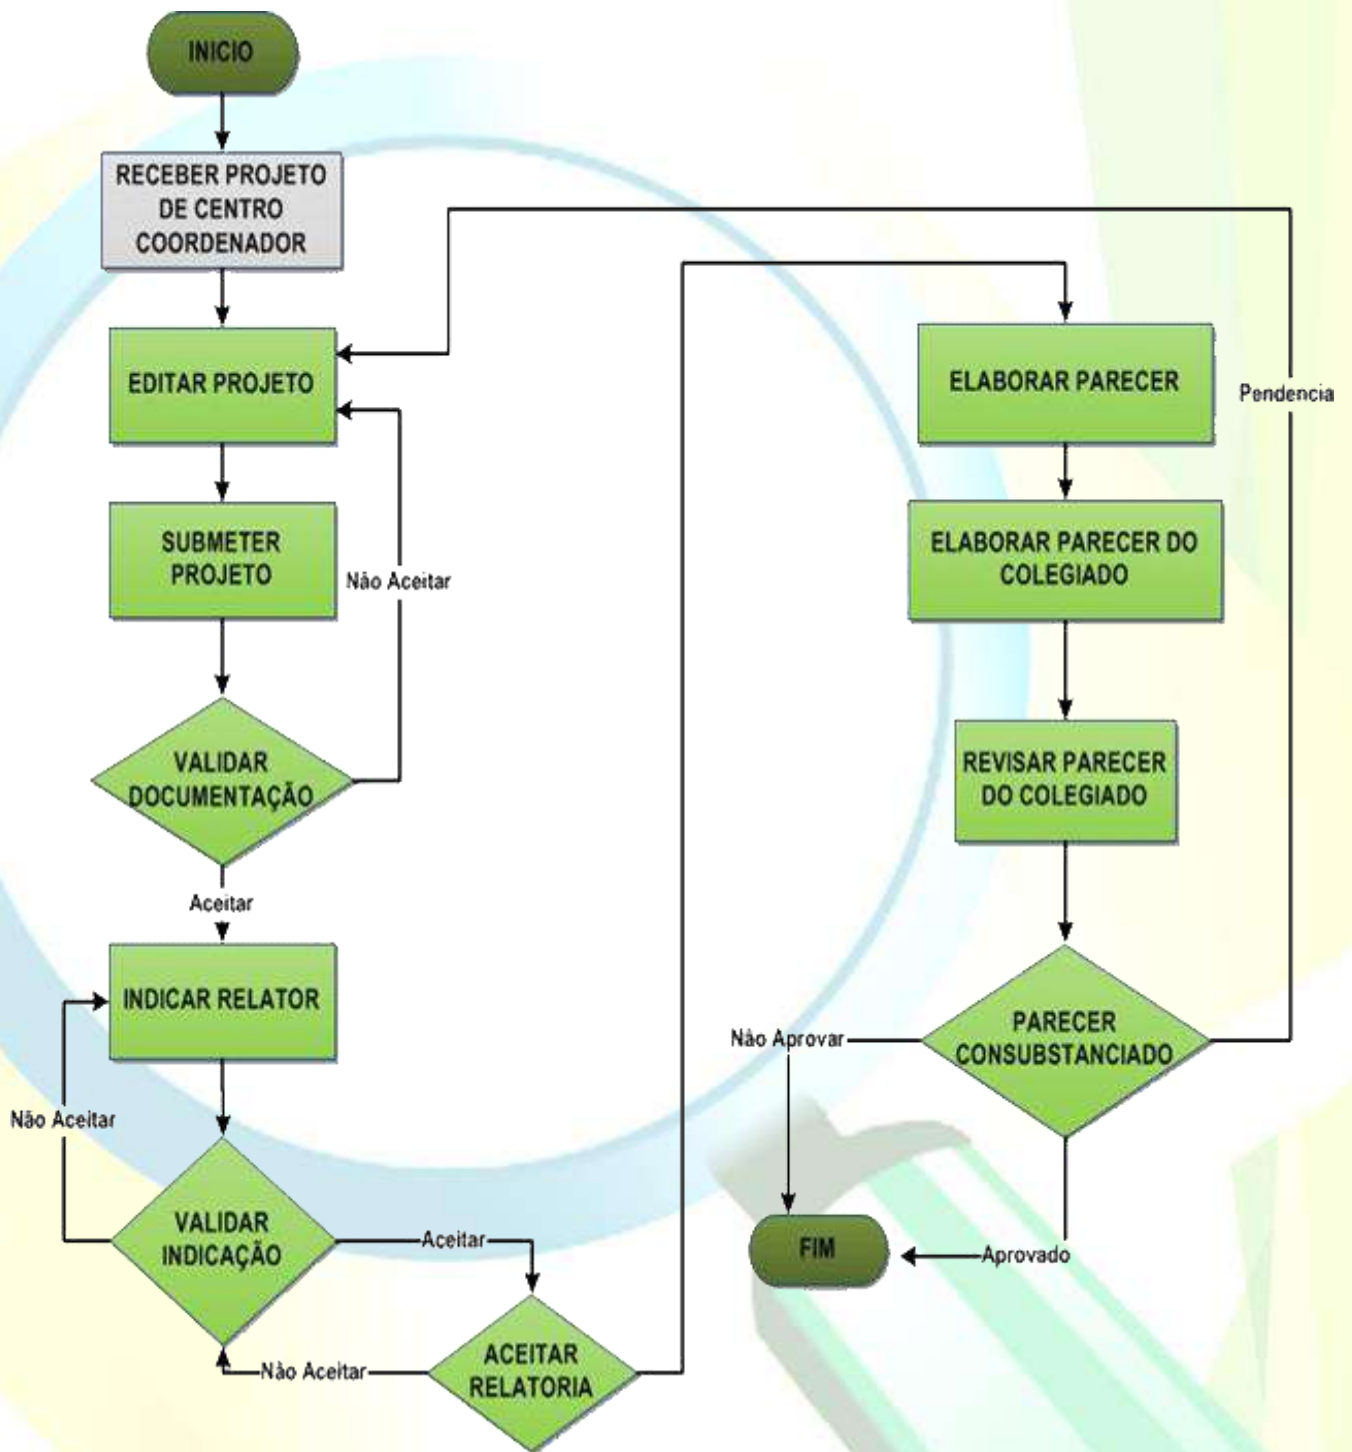 INICIO
RECEBER PROJETO
DE CENTRO
COORDENADOR
EDITAR PROJETO
SUBMETER
PROJETO
Não Aceitar
VALIDAR
DOCUMENTAÇÃO
Aceitar
INDICAR RELATOR
Não Aceitar
VALIDAR
INDICAÇÃO
Aceitar
Não Aceitar
ACEITAR
RELATORIA
ELABORAR PARECER
Pendencia
ELABORAR PARECER DO
COLEGIADO
REVISAR PARECER
DO COLEGIADO
PARECER
CONSUBSTANCIADO
Não Aprovar
Aprovado
FIM